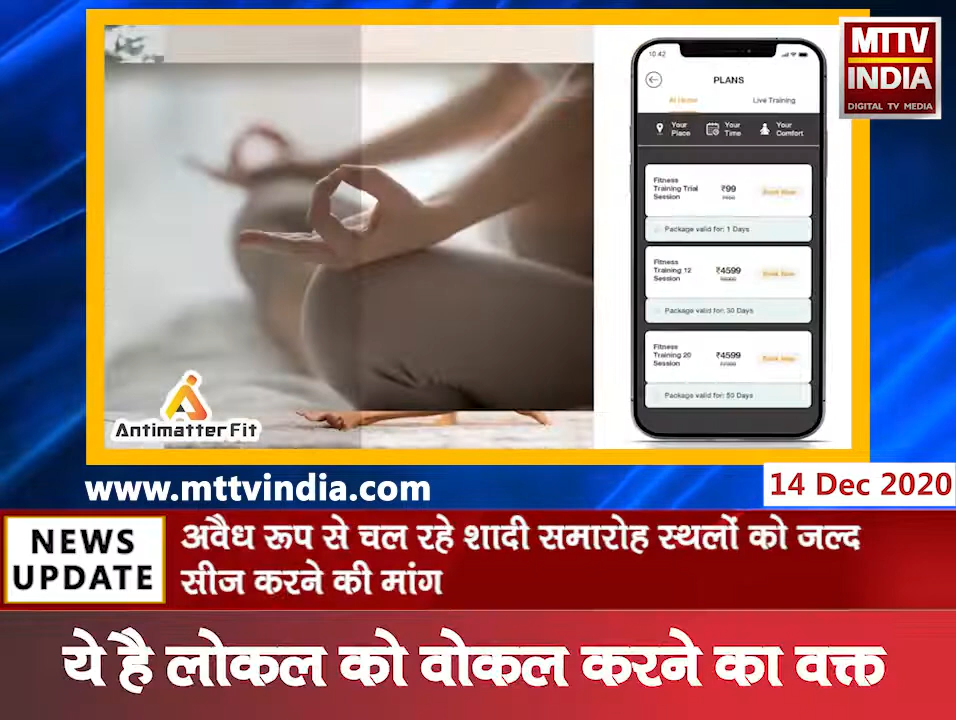 10.42
PLANS
At Home
Live Training
Your Place
Your Time
Your Comfort
Fitness
Training Trial
Session
₹99
Book Now
Package valid for: 1 Days
Fitness
Training 12
Session
₹4599
Book Now
Package valid for: 30 Days
Fitness
Training 20
Session
₹4599
Book Now
Package valid for: 50 Days
MTTV
INDIA
DIGITAL TV MEDIA
Antimatter Fit
www.mttvindia.com
14 Dec 2020
NEWS
UPDATE
अवैध रूप से चल रहे शादी समारोह स्थलों को जल्द
सीज करने की मांग
ये है लोकल को वोकल करने का वक्त